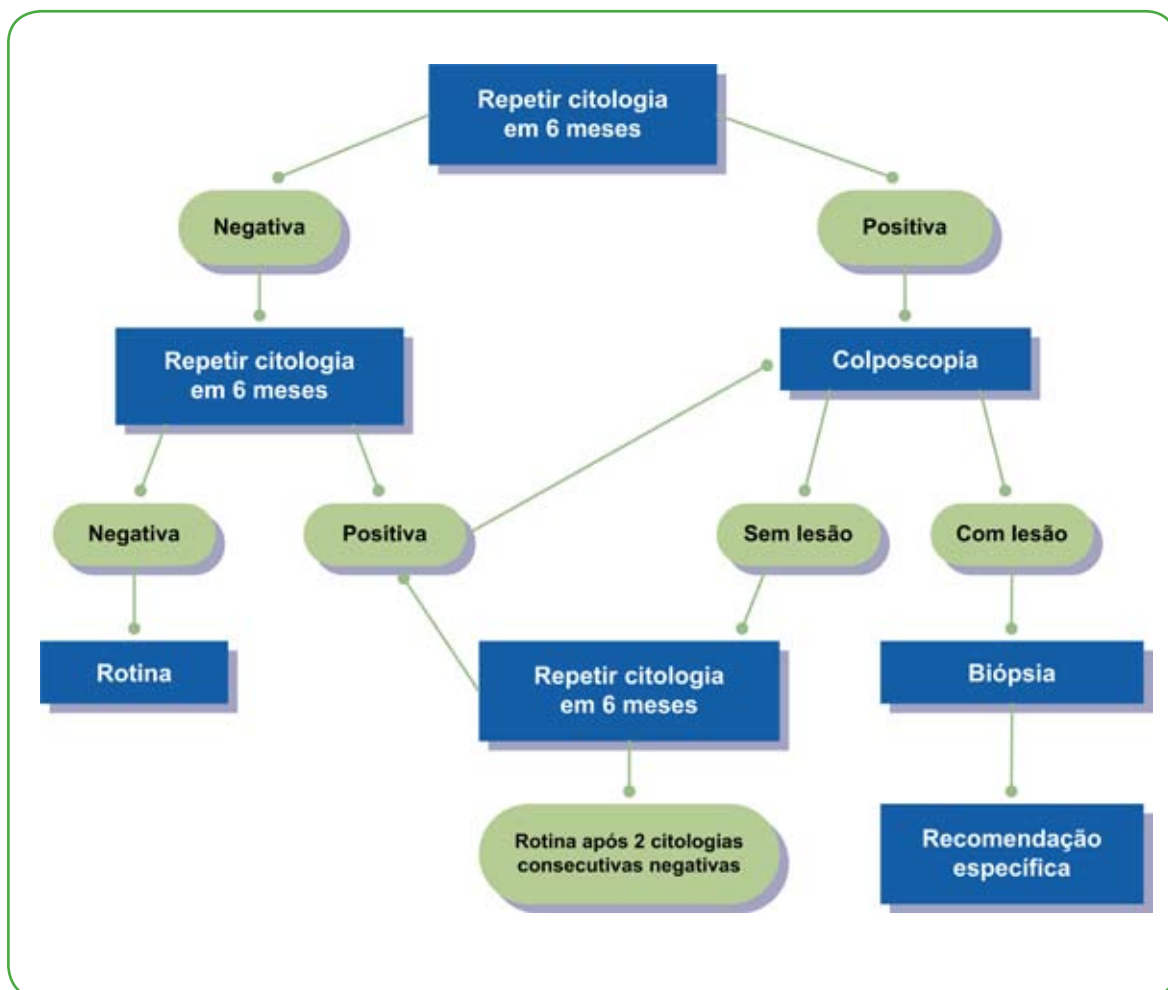 Repetir citologia
em 6 meses
Negativa
Positiva
Repetir citologia
em 6 meses
Colposcopia
Negativa
Positiva
Sem lesão
Com lesão
Rotina
Repetir citologia
em 6 meses
Biópsia
Rotina após 2 citologias
consecutivas negativas
Recomendação
específica